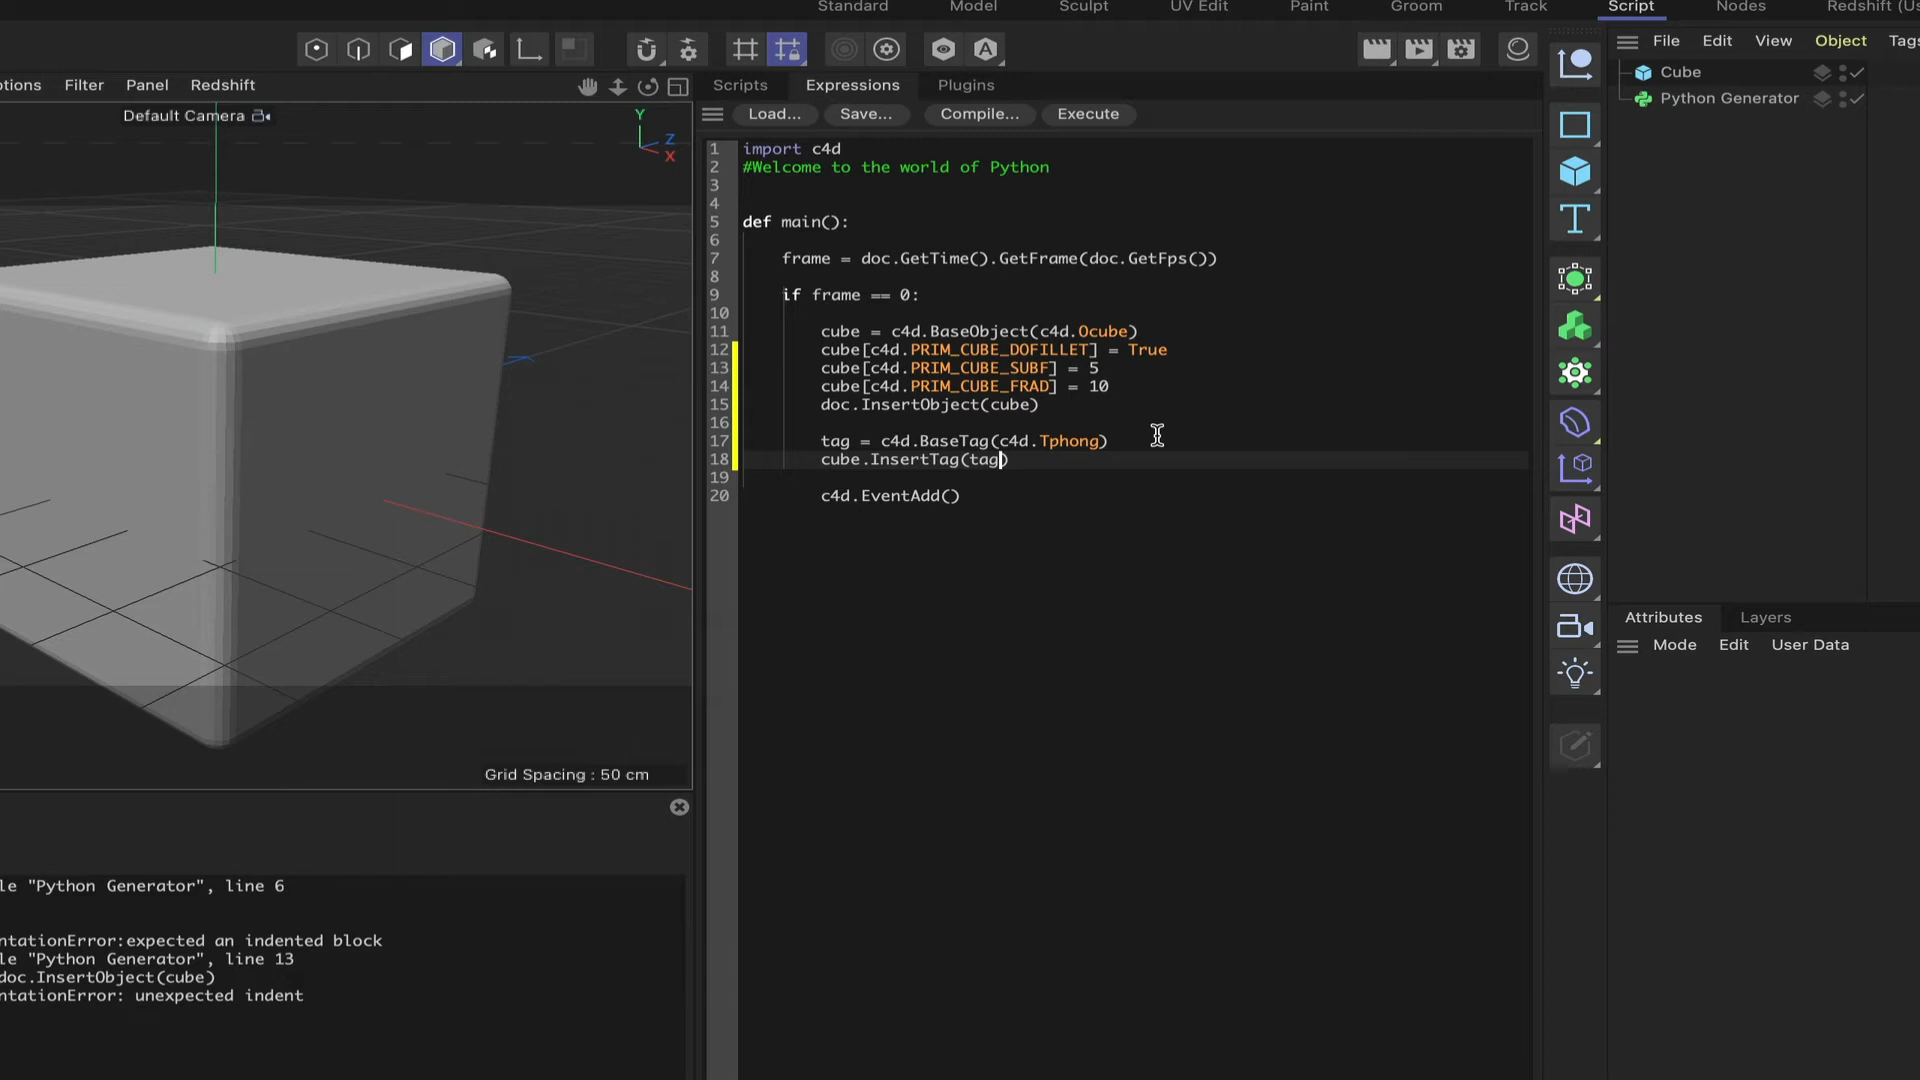 Standard Model Sculpt UV Edit Paint Groom Track Script Nodes Redshift (Us
File Edit View Object Tags
Cube
Python Generator
ptions Filter Panel Redshift
Default Camera
Y
Z
X
Grid Spacing : 50 cm
Scripts Expressions Plugins
Load... Save... Compile... Execute
1 import c4d
2 #Welcome to the world of Python
3
4
5 def main():
6
7 frame = doc.GetTime().GetFrame(doc.GetFps())
8
9 if frame == 0:
10
11 cube = c4d.BaseObject(c4d.Ocube)
12 cube[c4d.PRIM_CUBE_DOFILLET] = True
13 cube[c4d.PRIM_CUBE_SUBF] = 5
14 cube[c4d.PRIM_CUBE_FRAD] = 10
15 doc.InsertObject(cube)
16
17 tag = c4d.BaseTag(c4d.Tphong)
18 cube.InsertTag(tag)
19
20 c4d.EventAdd()
le "Python Generator", line 6
ntationError:expected an indented block
le "Python Generator", line 13
doc.InsertObject(cube)
ntationError: unexpected indent
Attributes Layers
Mode Edit User Data